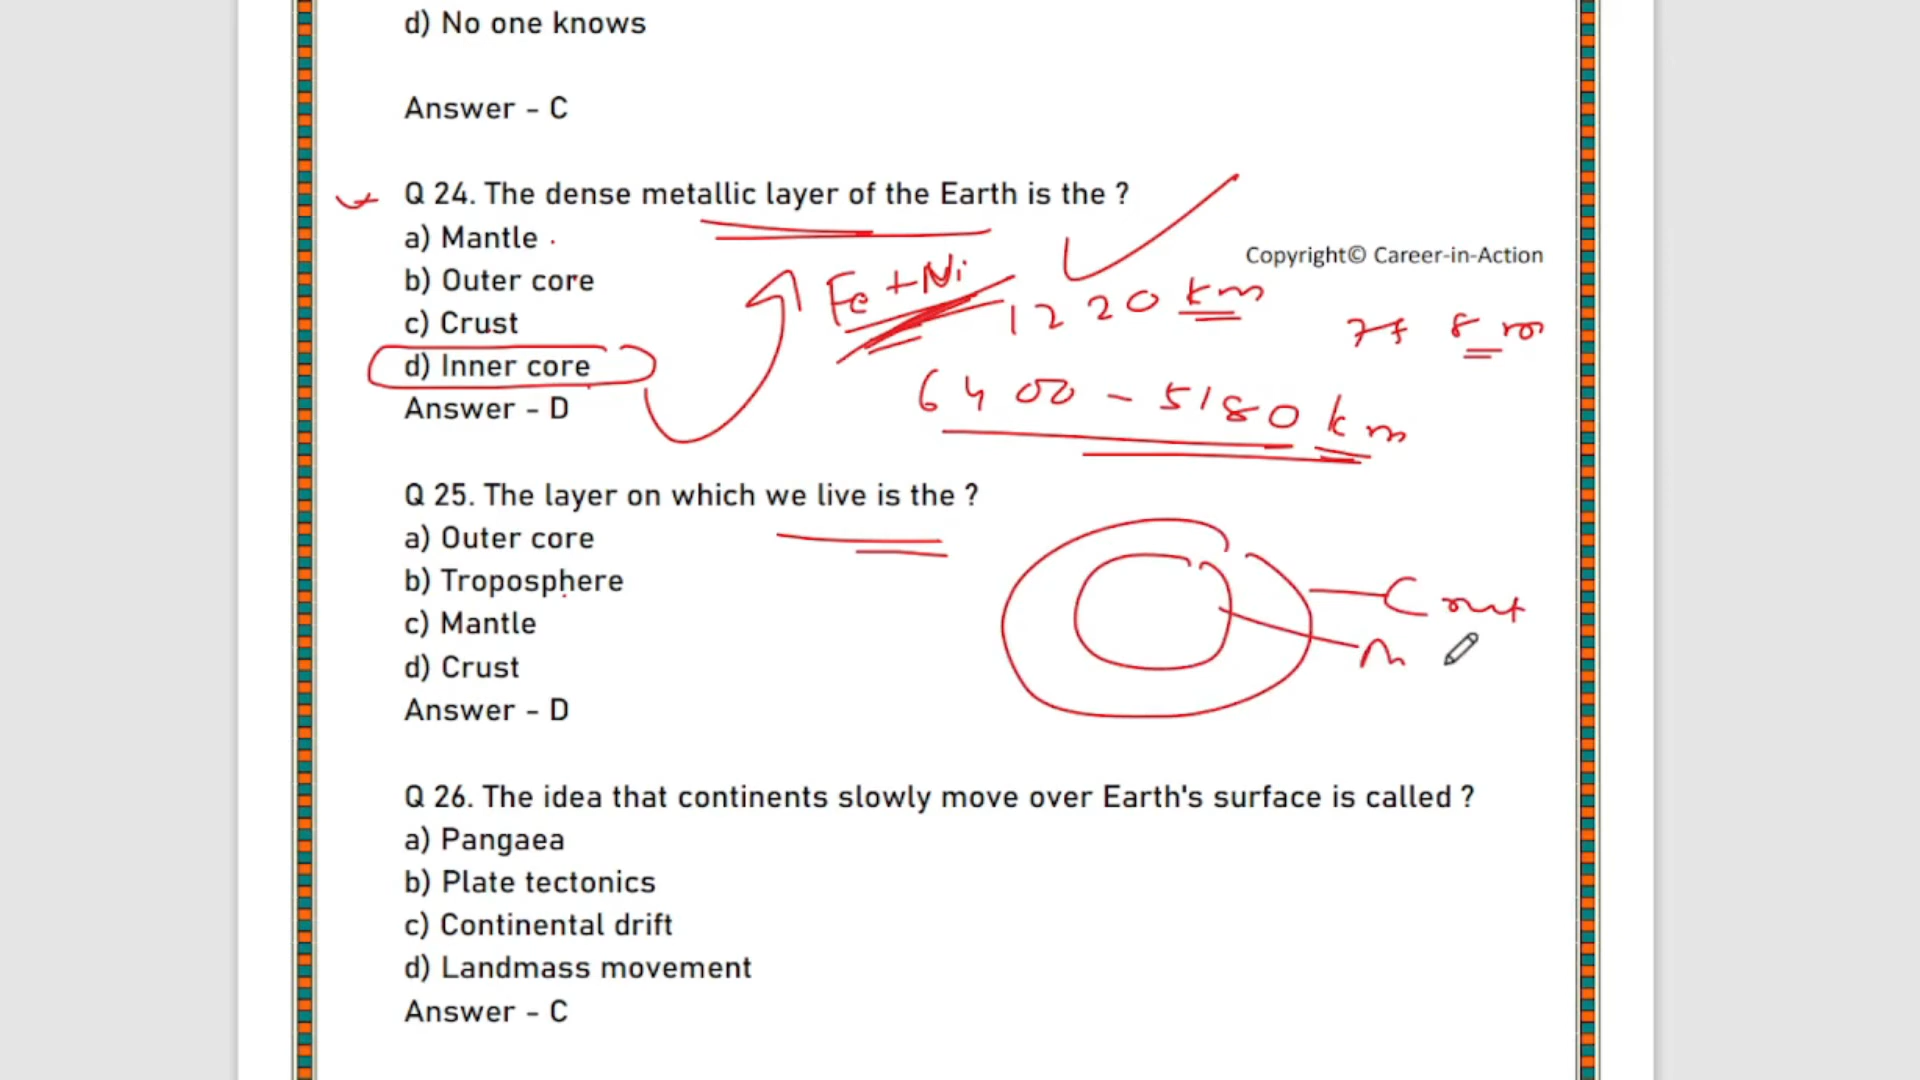 d) No one knows
Answer - C
Q 24. The dense metallic layer of the Earth is the ?
a) Mantle
b) Outer core
c) Crust
d) Inner core
Answer - D
Fe + Ni
1220 km
Copyright© Career-in-Action
6400 - 5180 km
Q 25. The layer on which we live is the ?
a) Outer core
b) Troposphere
c) Mantle
d) Crust
Answer - D
Q 26. The idea that continents slowly move over Earth's surface is called ?
a) Pangaea
b) Plate tectonics
c) Continental drift
d) Landmass movement
Answer - C